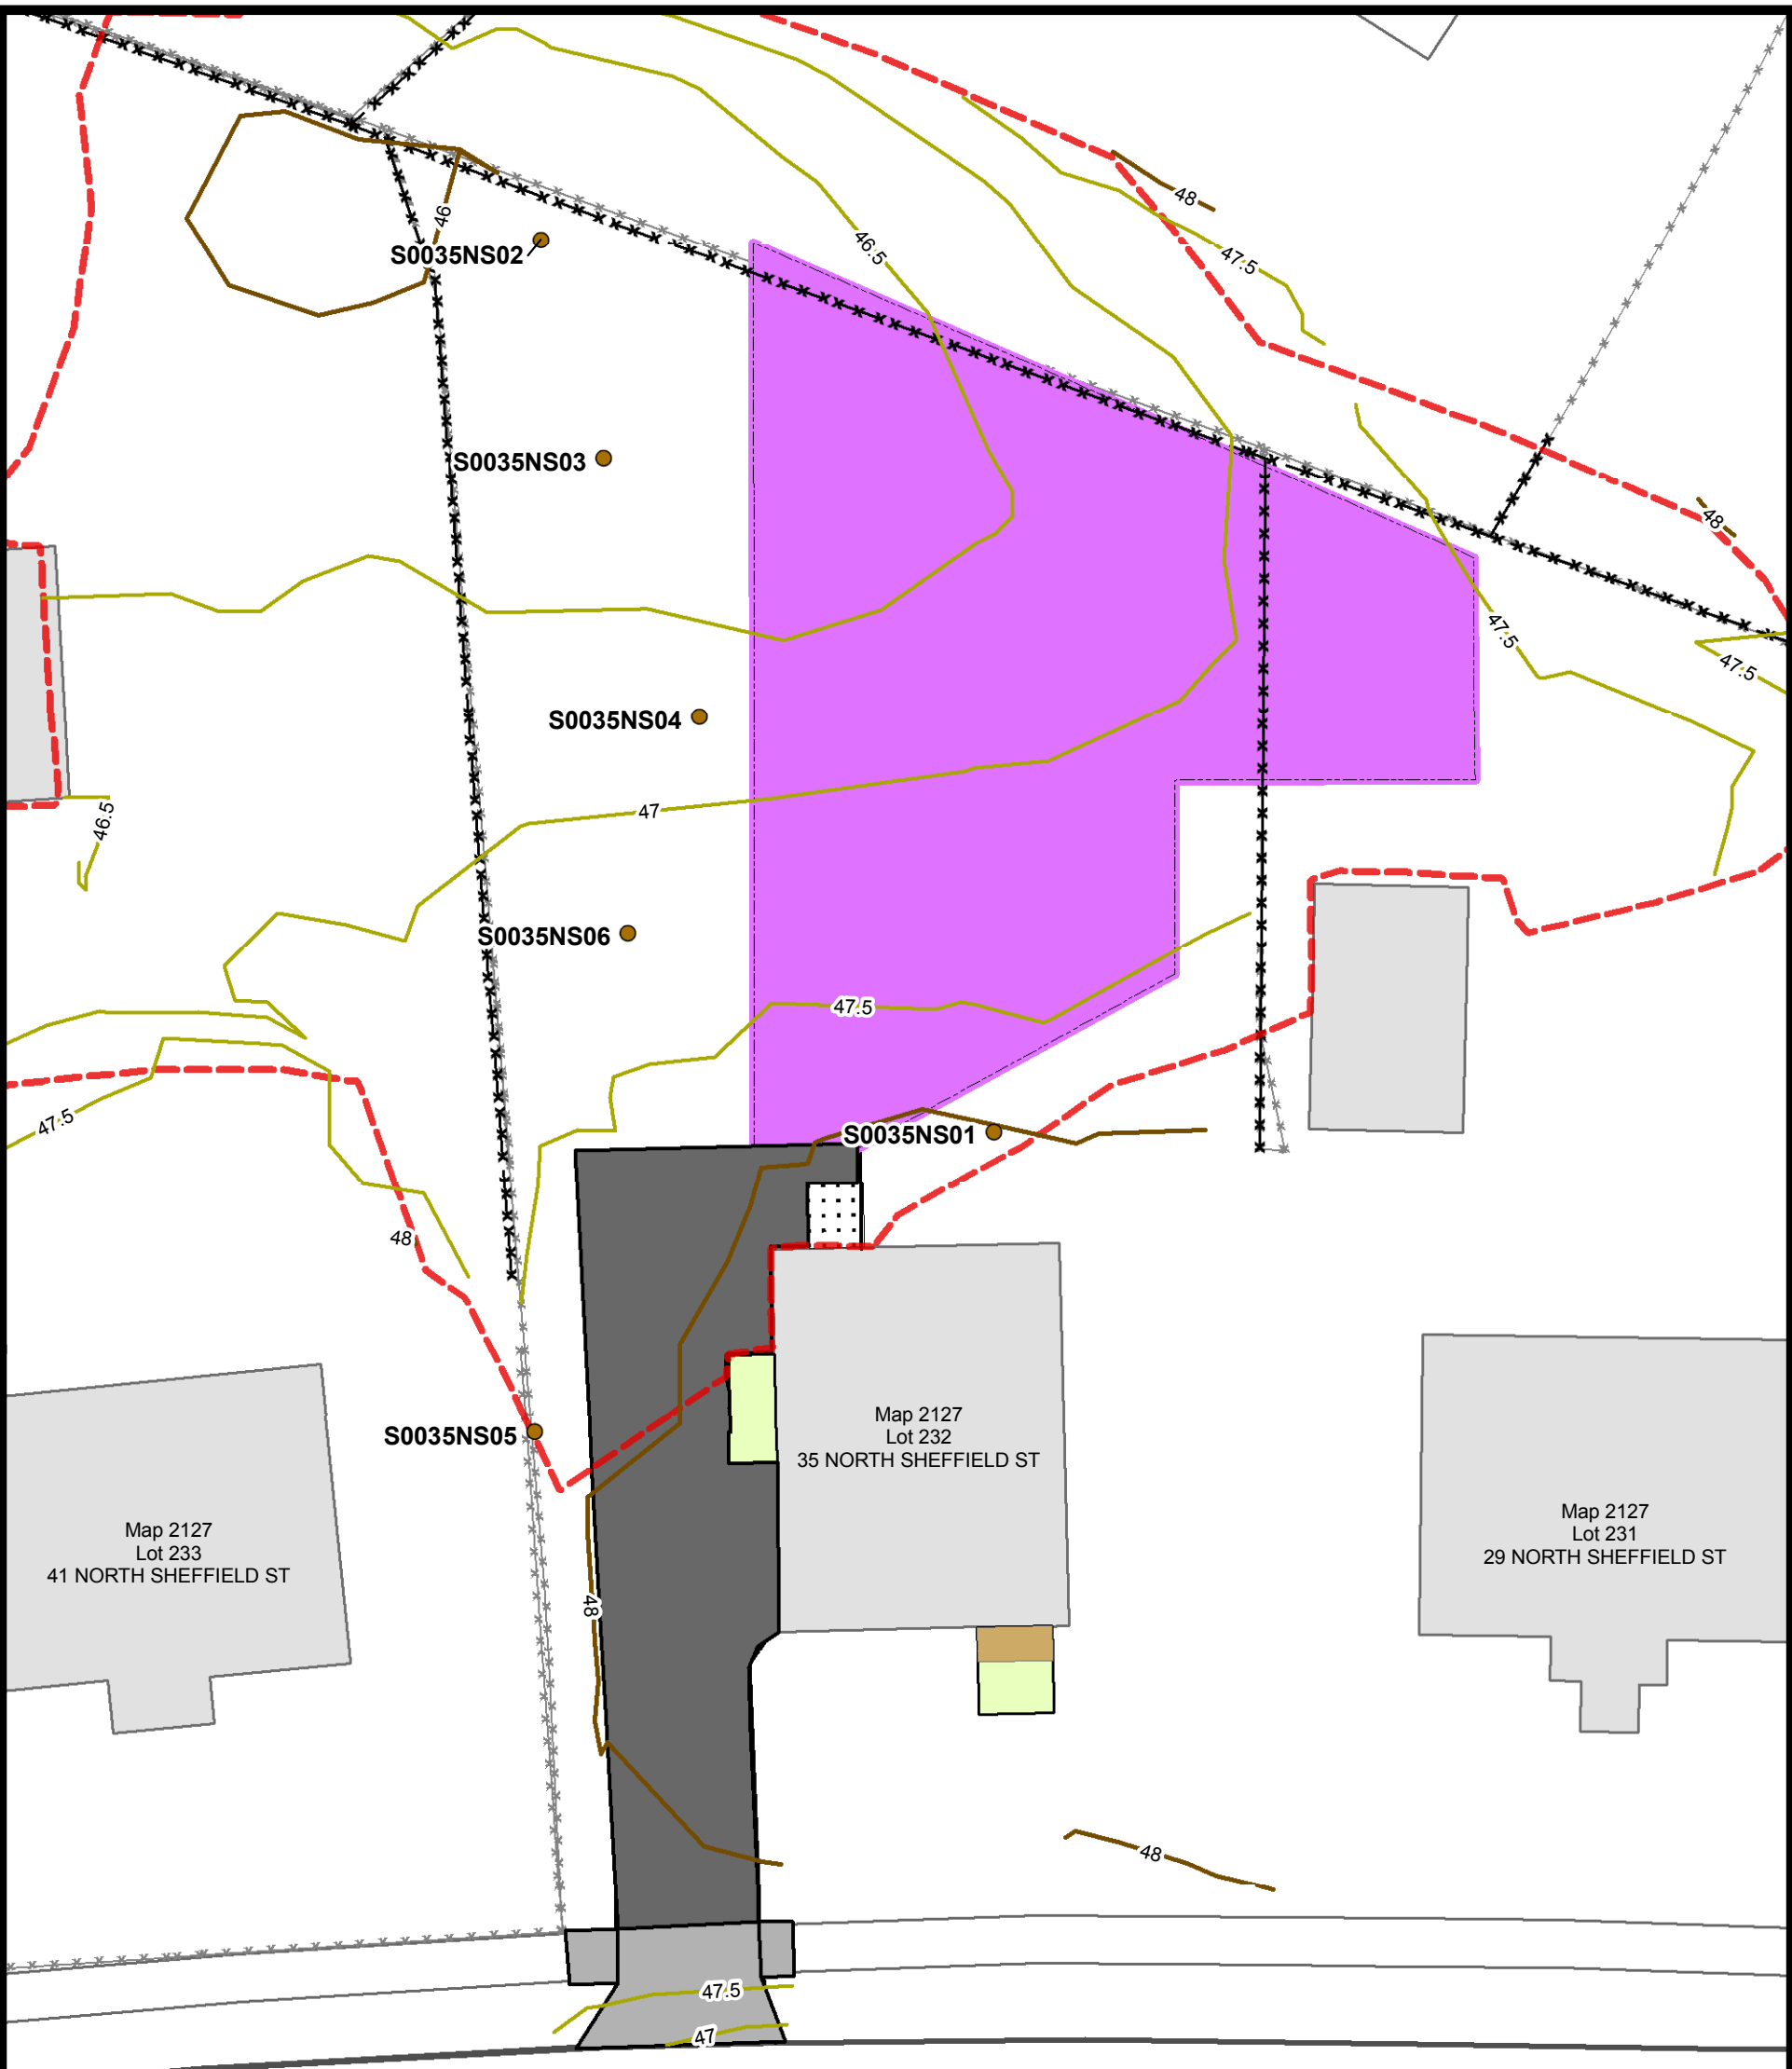 48
46
46.5
47.5
S0035NS02
S0035NS03
48
47.5
47.5
S0035NS04
47
46.5
S0035NS06
47.5
47.5
S0035NS01
48
S0035NS05
Map 2127
Lot 232
35 NORTH SHEFFIELD ST
Map 2127
Lot 233
41 NORTH SHEFFIELD ST
Map 2127
Lot 231
29 NORTH SHEFFIELD ST
48
48
47.5
47